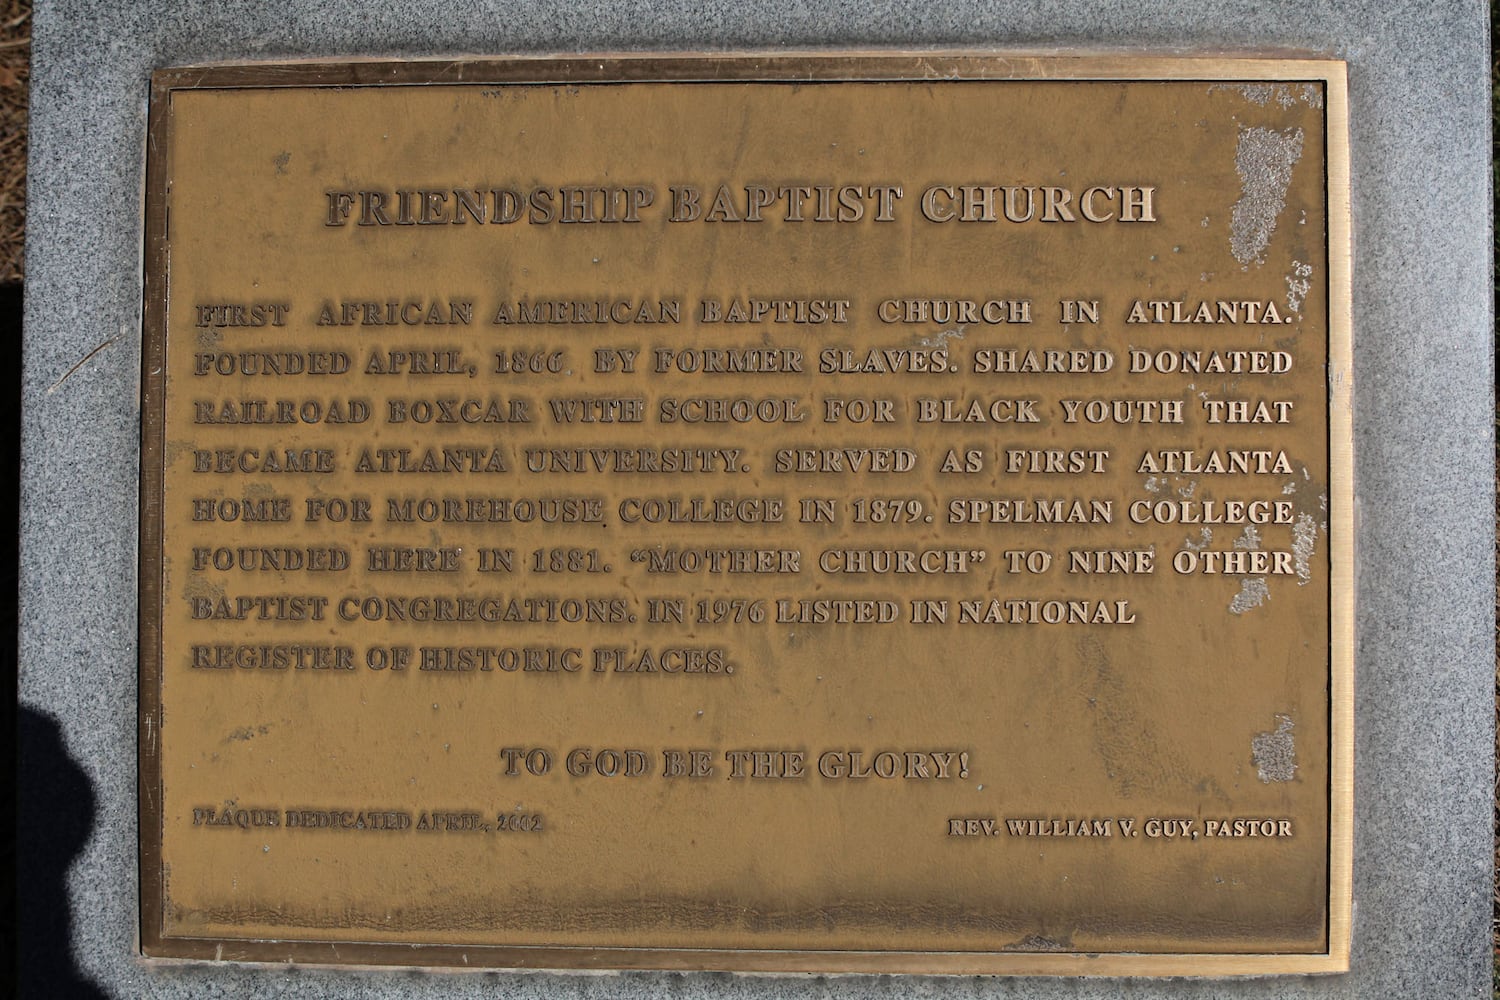 FRIENDSHIP BAPTIST CHURCH
FIRST AFRICAN AMERICAN BAPTIST CHURCH IN ATLANTA.
FOUNDED APRIL, 1866 BY FORMER SLAVES. SHARED DONATED
RAILROAD BOXCAR WITH SCHOOL FOR BLACK YOUTH THAT
BECAME ATLANTA UNIVERSITY. SERVED AS FIRST ATLANTA
HOME FOR MOREHOUSE COLLEGE IN 1879. SPELMAN COLLEGE
FOUNDED HERE IN 1881. “MOTHER CHURCH” TO NINE OTHER
BAPTIST CONGREGATIONS. IN 1976 LISTED IN NATIONAL
REGISTER OF HISTORIC PLACES.
TO GOD BE THE GLORY!
PLAQUE DEDICATED APRIL, 2002
REV. WILLIAM V. GUY, PASTOR